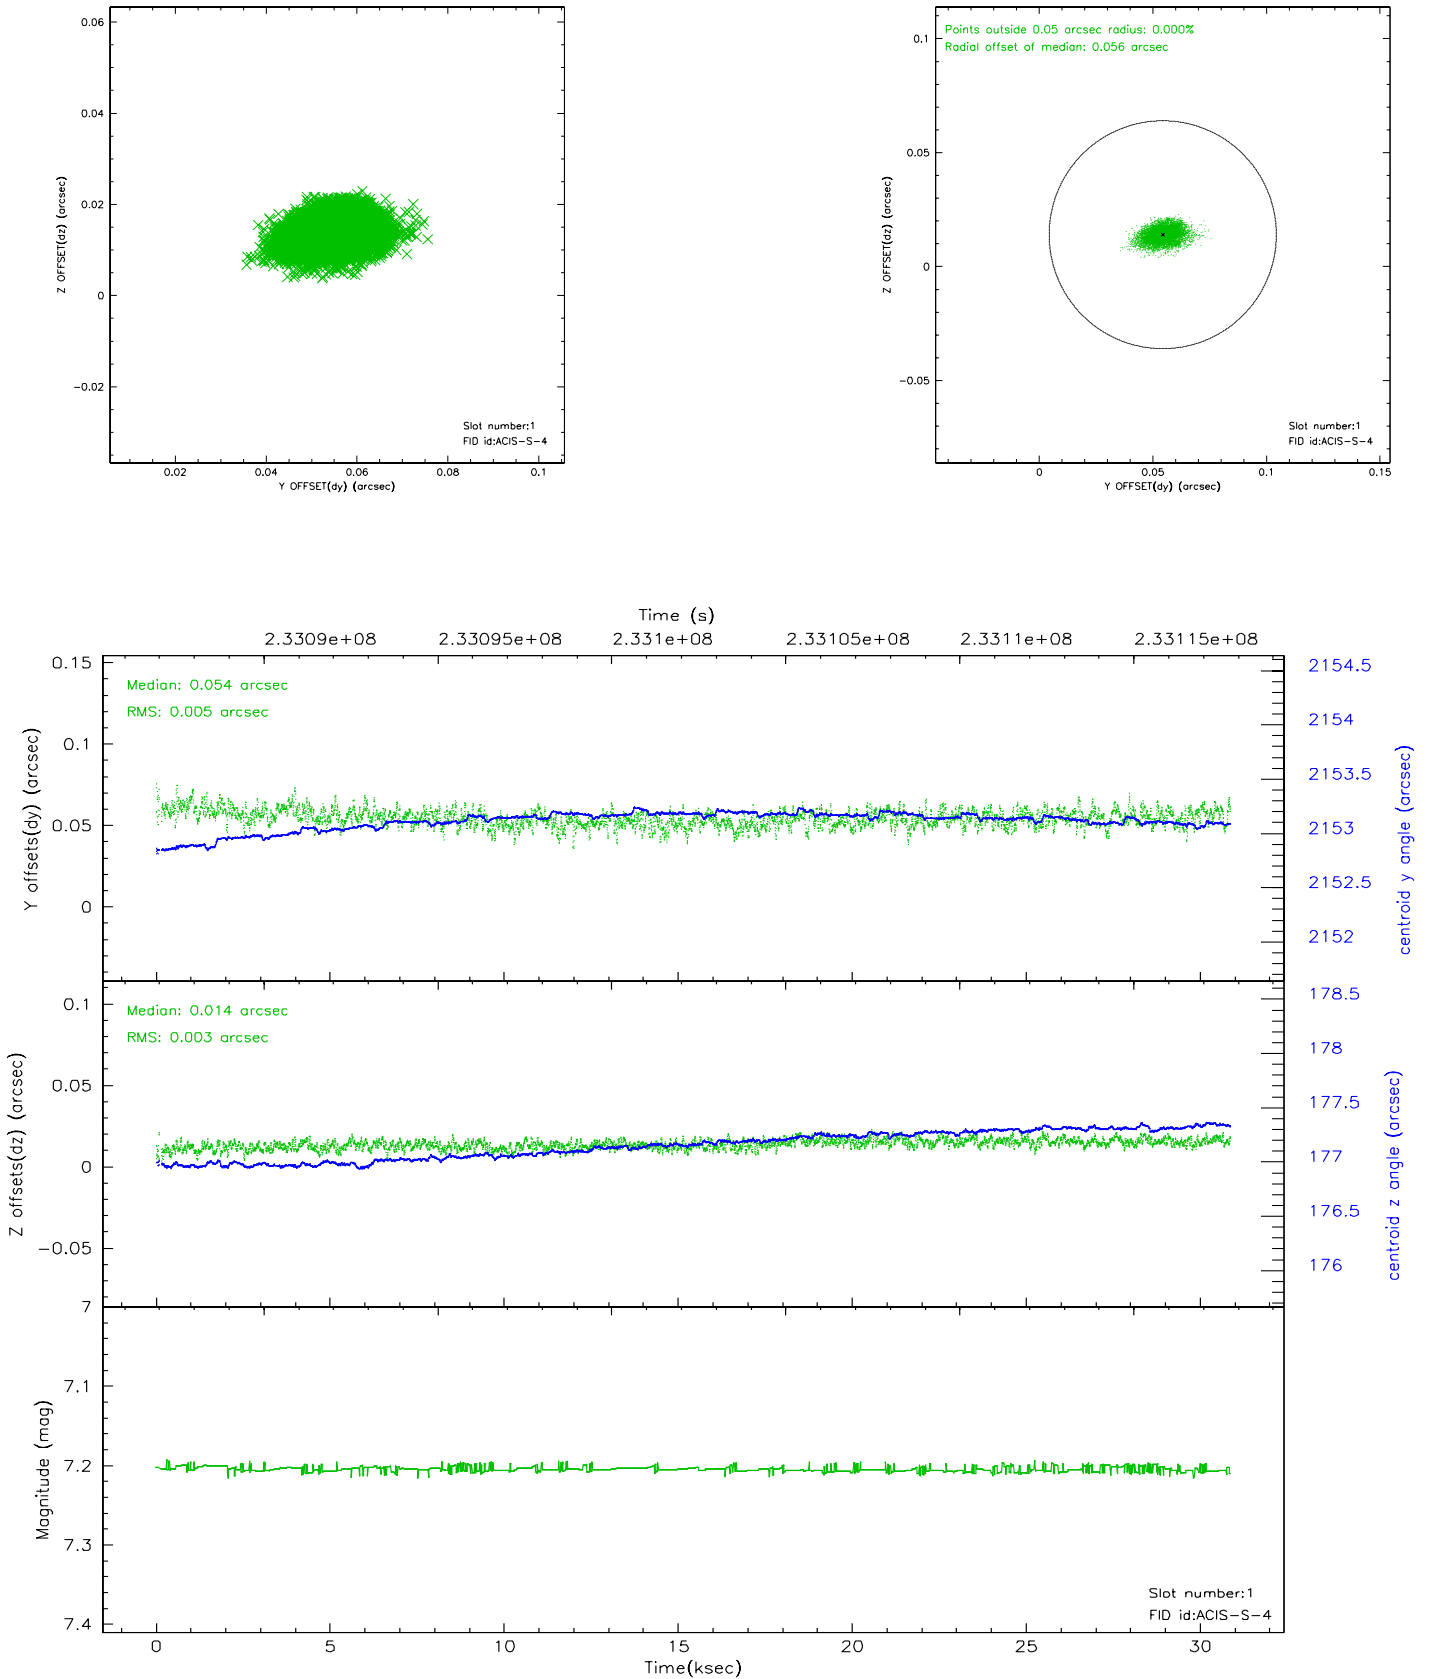 0.06
0.04
0.02
0
−0.02
Z OFFSET(dz) (arcsec)
Slot number:1
FID id:ACIS−S−4
0.02 0.04 0.06 0.08 0.1
Y OFFSET(dy) (arcsec)
Points outside 0.05 arcsec radius: 0.000%
Radial offset of median: 0.056 arcsec
0.1
0.05
0
−0.05
Z OFFSET(dz) (arcsec)
Slot number:1
FID id:ACIS−S−4
0 0.05 0.1 0.15
Y OFFSET(dy) (arcsec)
Time (s)
2.3309e+08 2.33095e+08 2.331e+08 2.33105e+08 2.3311e+08 2.33115e+08
Median: 0.054 arcsec
RMS: 0.005 arcsec
0.15
0.1
0.05
0
Y offsets(dy) (arcsec)
2154.5
2154
2153.5
2153
2152.5
2152
centroid y angle (arcsec)
Median: 0.014 arcsec
RMS: 0.003 arcsec
0.1
0.05
0
−0.05
Z offsets(dz) (arcsec)
178.5
178
177.5
177
176.5
176
centroid z angle (arcsec)
7
7.1
7.2
7.3
7.4
Magnitude (mag)
Slot number:1
FID id:ACIS−S−4
0 5 10 15 20 25 30
Time(ksec)